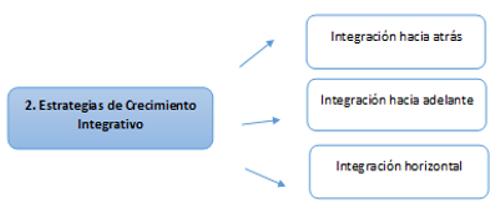 2. Estrategias de Crecimiento
Integrativo
Integración hacia atrás
Integración hacia adelante
Integración horizontal